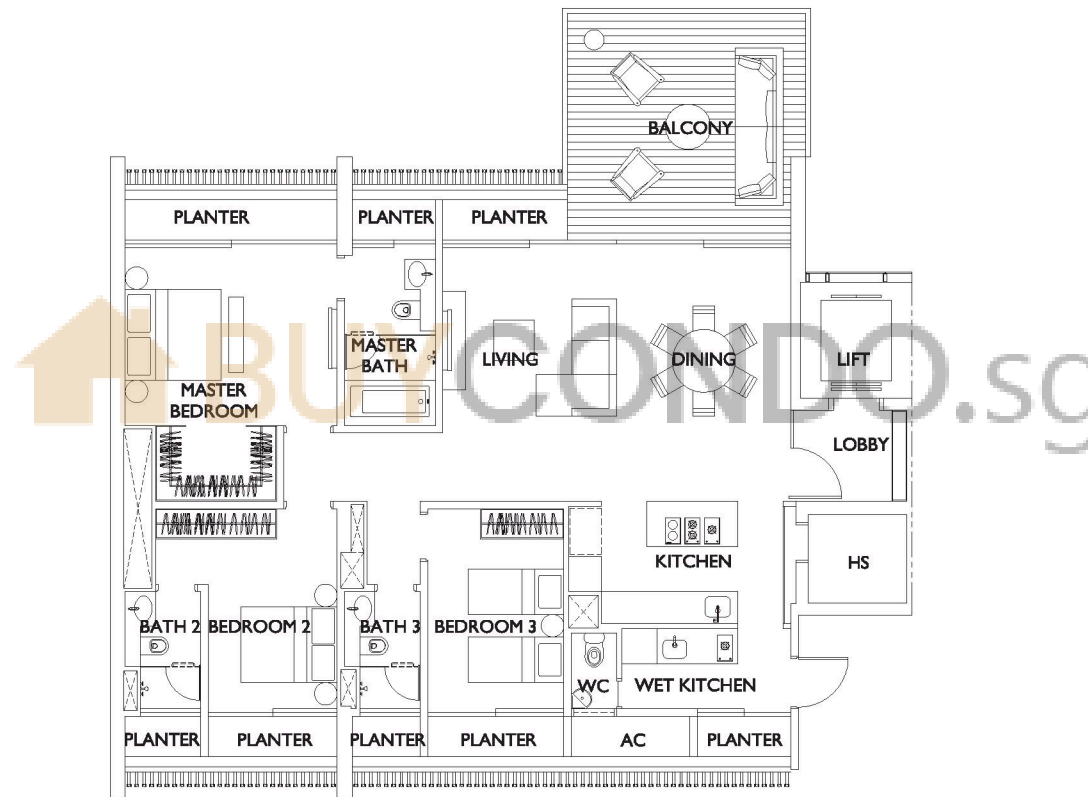 BALCONY
PLANTER
PLANTER
PLANTER
MASTER
BATH
LIVING
DINING
LIFT
MASTER
BEDROOM
BUYCONDO.sg
LOBBY
KITCHEN
HS
BATH 2
BEDROOM 2
BATH 3
BEDROOM 3
WC
WET KITCHEN
PLANTER
PLANTER
PLANTER
PLANTER
AC
PLANTER